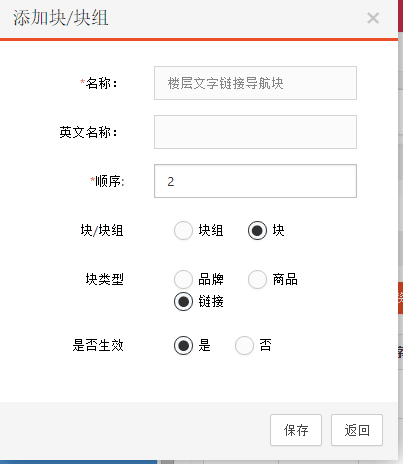 添加块/块组 ×
*名称： 楼层文字链接导航块
英文名称：
*顺序: 2
块/块组 块组 块
块类型 品牌 商品
链接
是否生效 是 否
保存 返回